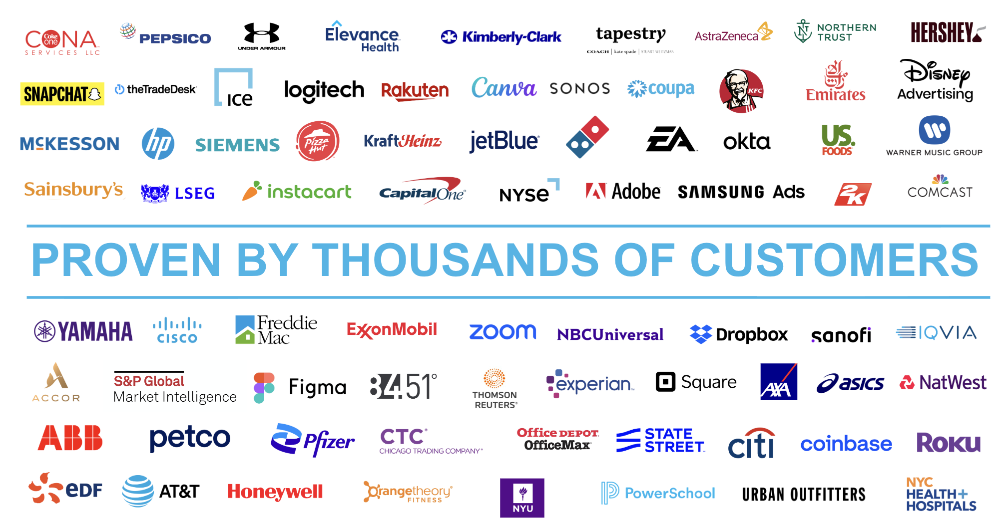 CONA
Coke one
SERVICES LLC
PEPSICO
UNDER ARMOUR
Elevance
Health
Kimberly-Clark
tapestry
COACH | kate spade | STUART WEITZMAN
AstraZeneca
NORTHERN
TRUST
HERSHEY
SNAPCHAT
theTradeDesk
ICE
logitech
Rakuten
Canva
SONOS
coupa
KFC
Emirates
Disney
Advertising
MCKESSON
hp
SIEMENS
Pizza
Hut
KraftHeinz
jetBlue
EA
okta
US.
FOODS
W
WARNER MUSIC GROUP
Sainsbury's
LSEG
instacart
Capital One
NYSE
Adobe
SAMSUNG Ads
2K
COMCAST
PROVEN BY THOUSANDS OF CUSTOMERS
YAMAHA
CISCO
Freddie
Mac
ExxonMobil
zoom
NBCUniversal
Dropbox
sanofi
IQVIA
ACCOR
S&P Global
Market Intelligence
Figma
84.51°
THOMSON
REUTERS®
experian™
Square
AXA
asics
NatWest
ABB
petco
Pfizer
CTC®
CHICAGO TRADING COMPANY®
Office DEPOT
OfficeMax
STATE
STREET
citi
coinbase
ROKU
eDF
AT&T
Honeywell
Orangetheory®
FITNESS
NYU
PowerSchool
URBAN OUTFITTERS
NYC
HEALTH+
HOSPITALS